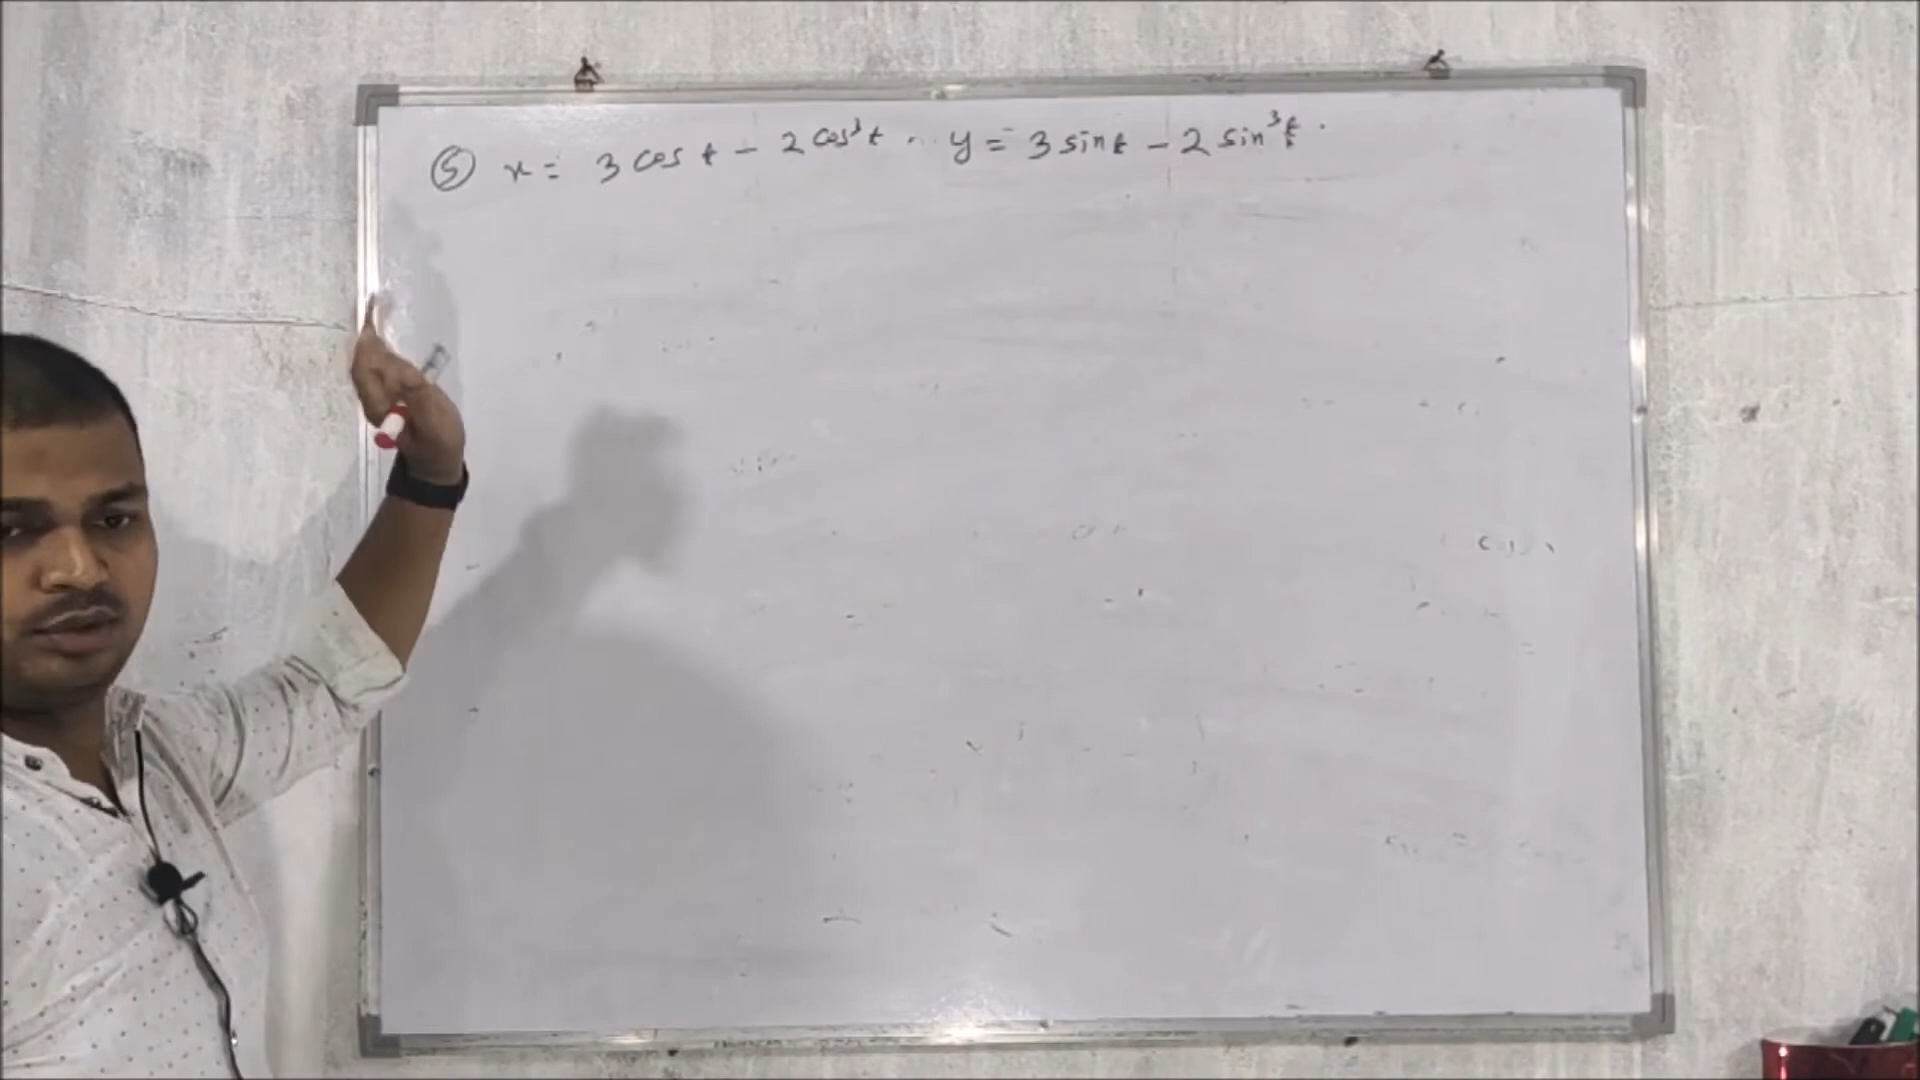 ⑤ x = 3 cos t − 2 cos³t . y = 3 sin t − 2 sin³t.